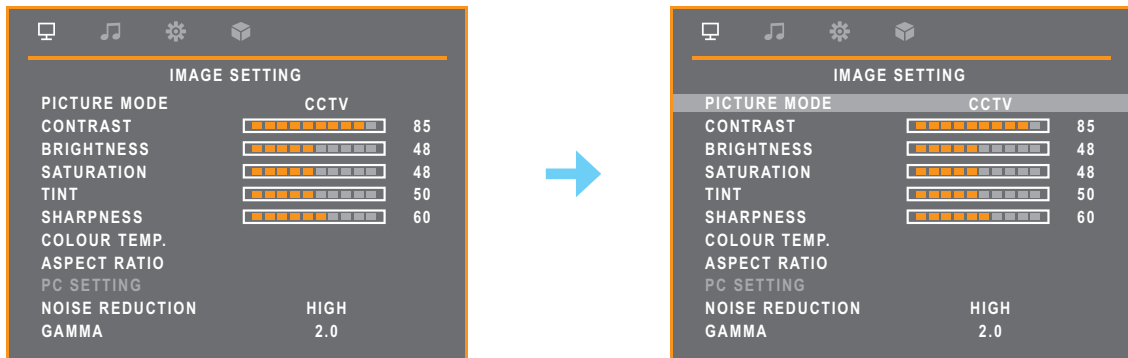 IMAGE SETTING
PICTURE MODE CCTV
CONTRAST 85
BRIGHTNESS 48
SATURATION 48
TINT 50
SHARPNESS 60
COLOUR TEMP.
ASPECT RATIO
PC SETTING
NOISE REDUCTION HIGH
GAMMA 2.0
IMAGE SETTING
PICTURE MODE CCTV
CONTRAST 85
BRIGHTNESS 48
SATURATION 48
TINT 50
SHARPNESS 60
COLOUR TEMP.
ASPECT RATIO
PC SETTING
NOISE REDUCTION HIGH
GAMMA 2.0